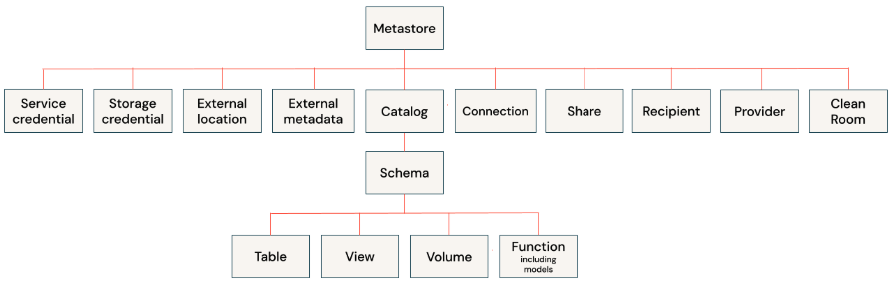 Metastore
Service
credential
Storage
credential
External
location
External
metadata
Catalog
Connection
Share
Recipient
Provider
Clean
Room
Schema
Table
View
Volume
Function
including
models